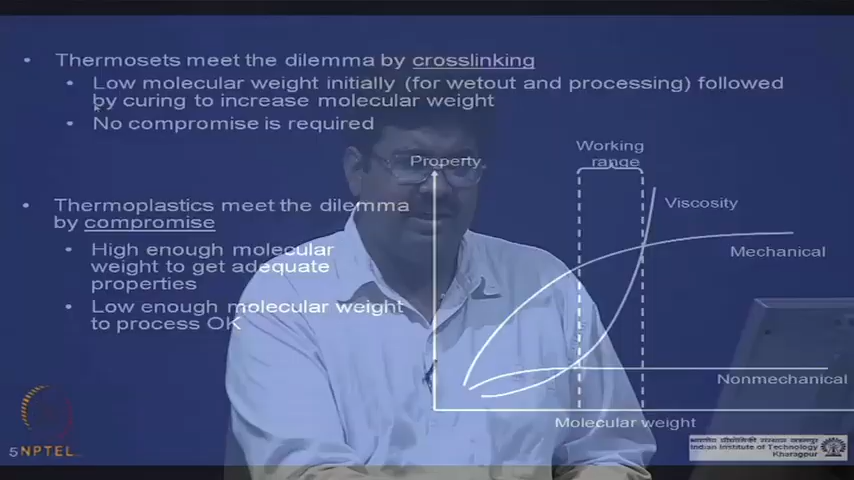 • Thermosets meet the dilemma by crosslinking
• Low molecular weight initially (for wetout and processing) followed
by curing to increase molecular weight
• No compromise is required
• Thermoplastics meet the dilemma
by compromise
• High enough molecular
weight to get adequate
properties
• Low enough molecular weight
to process OK
Property
Working
range
Viscosity
Mechanical
Nonmechanical
Molecular weight
5
NPTEL
Indian Institute of Technology
Kharagpur